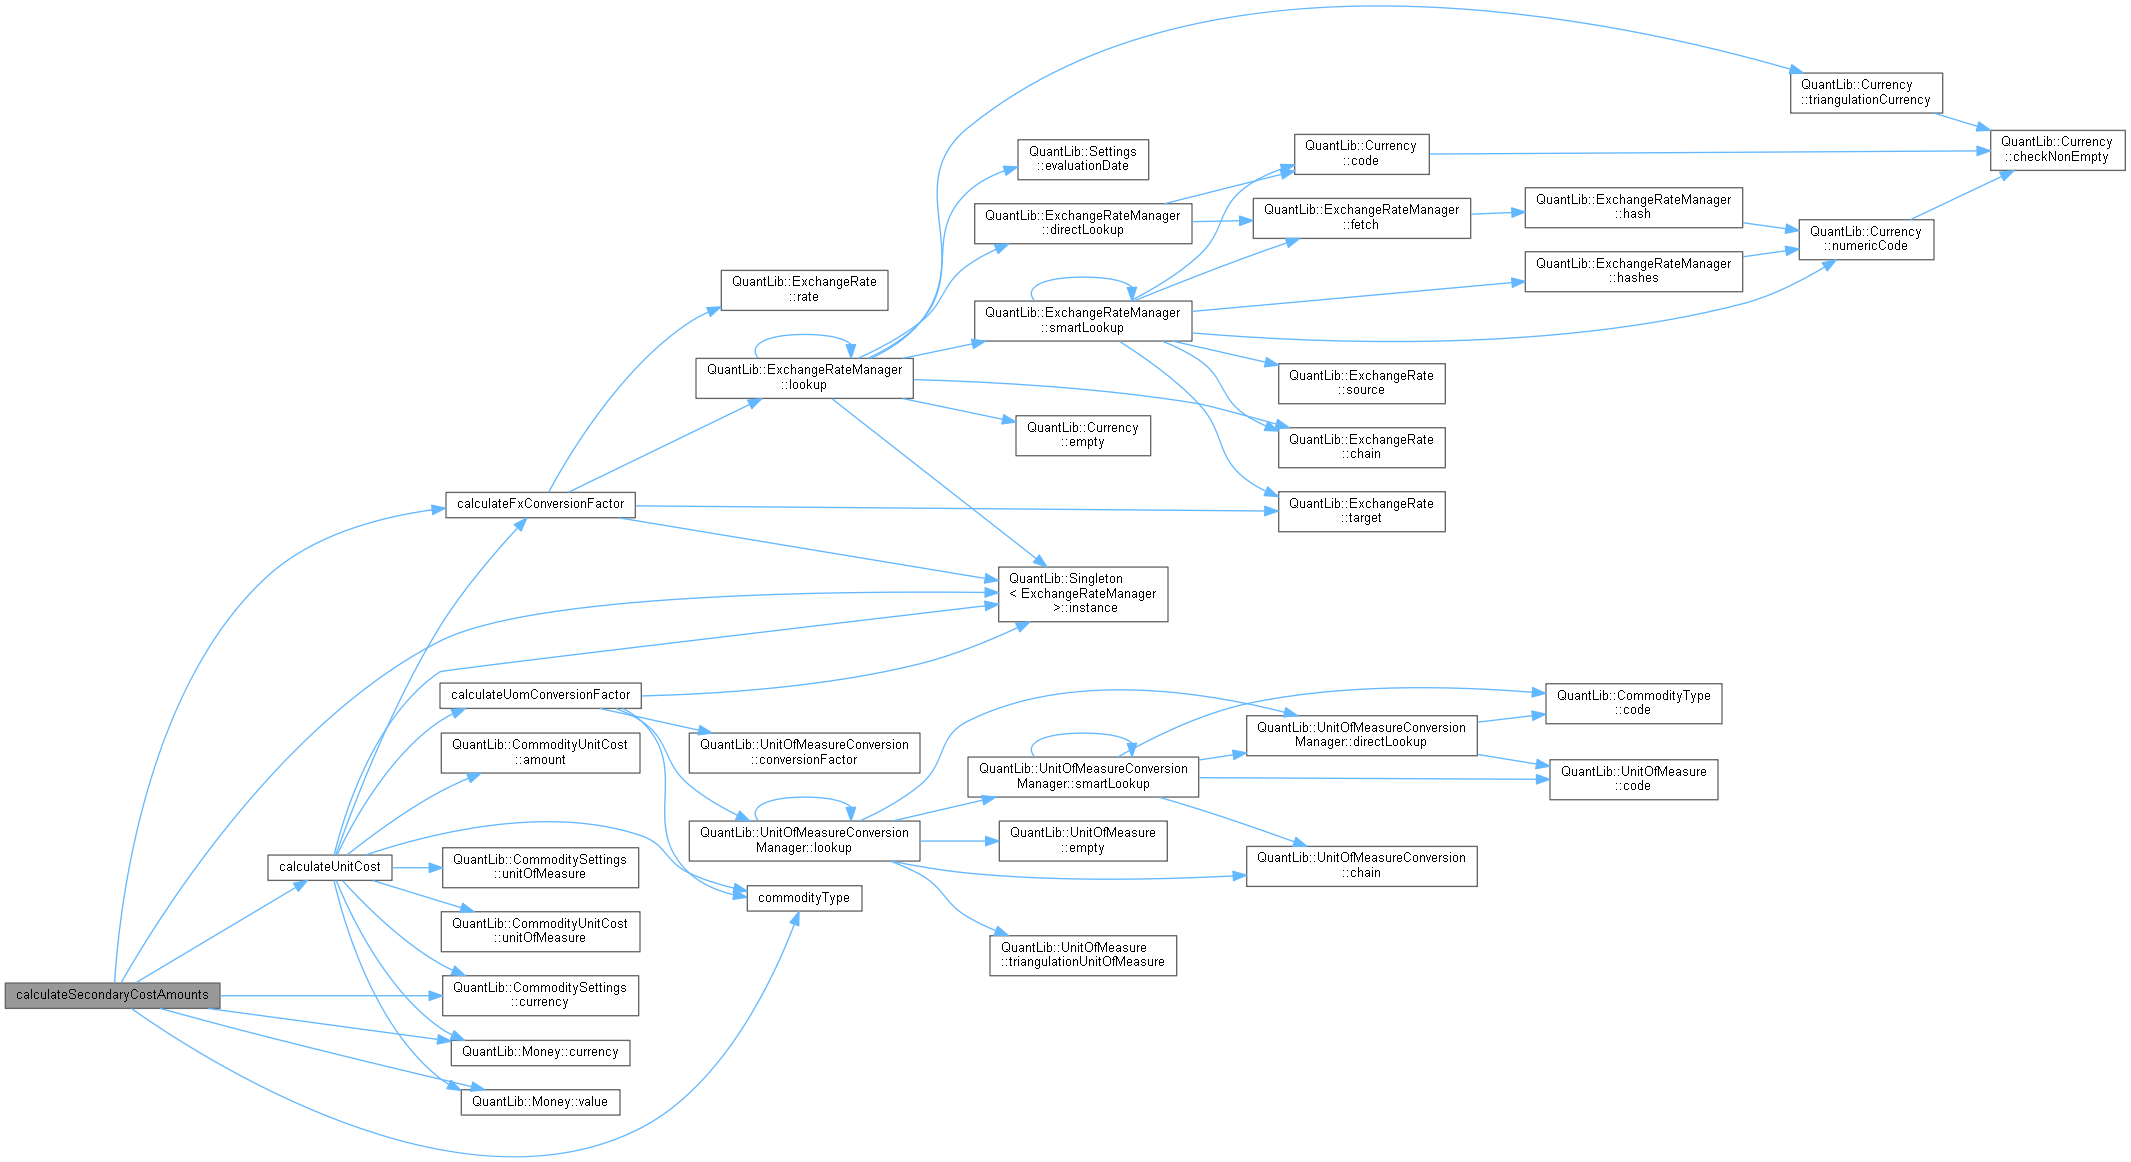 calculateSecondaryCostAmounts
calculateFxConversionFactor
calculateUnitCost
calculateUomConversionFactor
QuantLib::CommodityUnitCost
::amount
QuantLib::CommoditySettings
::unitOfMeasure
QuantLib::CommodityUnitCost
::unitOfMeasure
QuantLib::CommoditySettings
::currency
QuantLib::Money::currency
QuantLib::Money::value
QuantLib::ExchangeRate
::rate
QuantLib::ExchangeRateManager
::lookup
QuantLib::UnitOfMeasureConversion
::conversionFactor
QuantLib::UnitOfMeasureConversion
Manager::lookup
commodityType
QuantLib::Settings
::evaluationDate
QuantLib::ExchangeRateManager
::directLookup
QuantLib::ExchangeRateManager
::smartLookup
QuantLib::Currency
::empty
QuantLib::Singleton
< ExchangeRateManager
>::instance
QuantLib::UnitOfMeasureConversion
Manager::smartLookup
QuantLib::UnitOfMeasure
::empty
QuantLib::UnitOfMeasure
::triangulationUnitOfMeasure
QuantLib::Currency
::code
QuantLib::ExchangeRateManager
::fetch
QuantLib::ExchangeRate
::source
QuantLib::ExchangeRate
::chain
QuantLib::ExchangeRate
::target
QuantLib::UnitOfMeasureConversion
Manager::directLookup
QuantLib::UnitOfMeasureConversion
::chain
QuantLib::ExchangeRateManager
::hash
QuantLib::ExchangeRateManager
::hashes
QuantLib::CommodityType
::code
QuantLib::UnitOfMeasure
::code
QuantLib::Currency
::triangulationCurrency
QuantLib::Currency
::numericCode
QuantLib::Currency
::checkNonEmpty